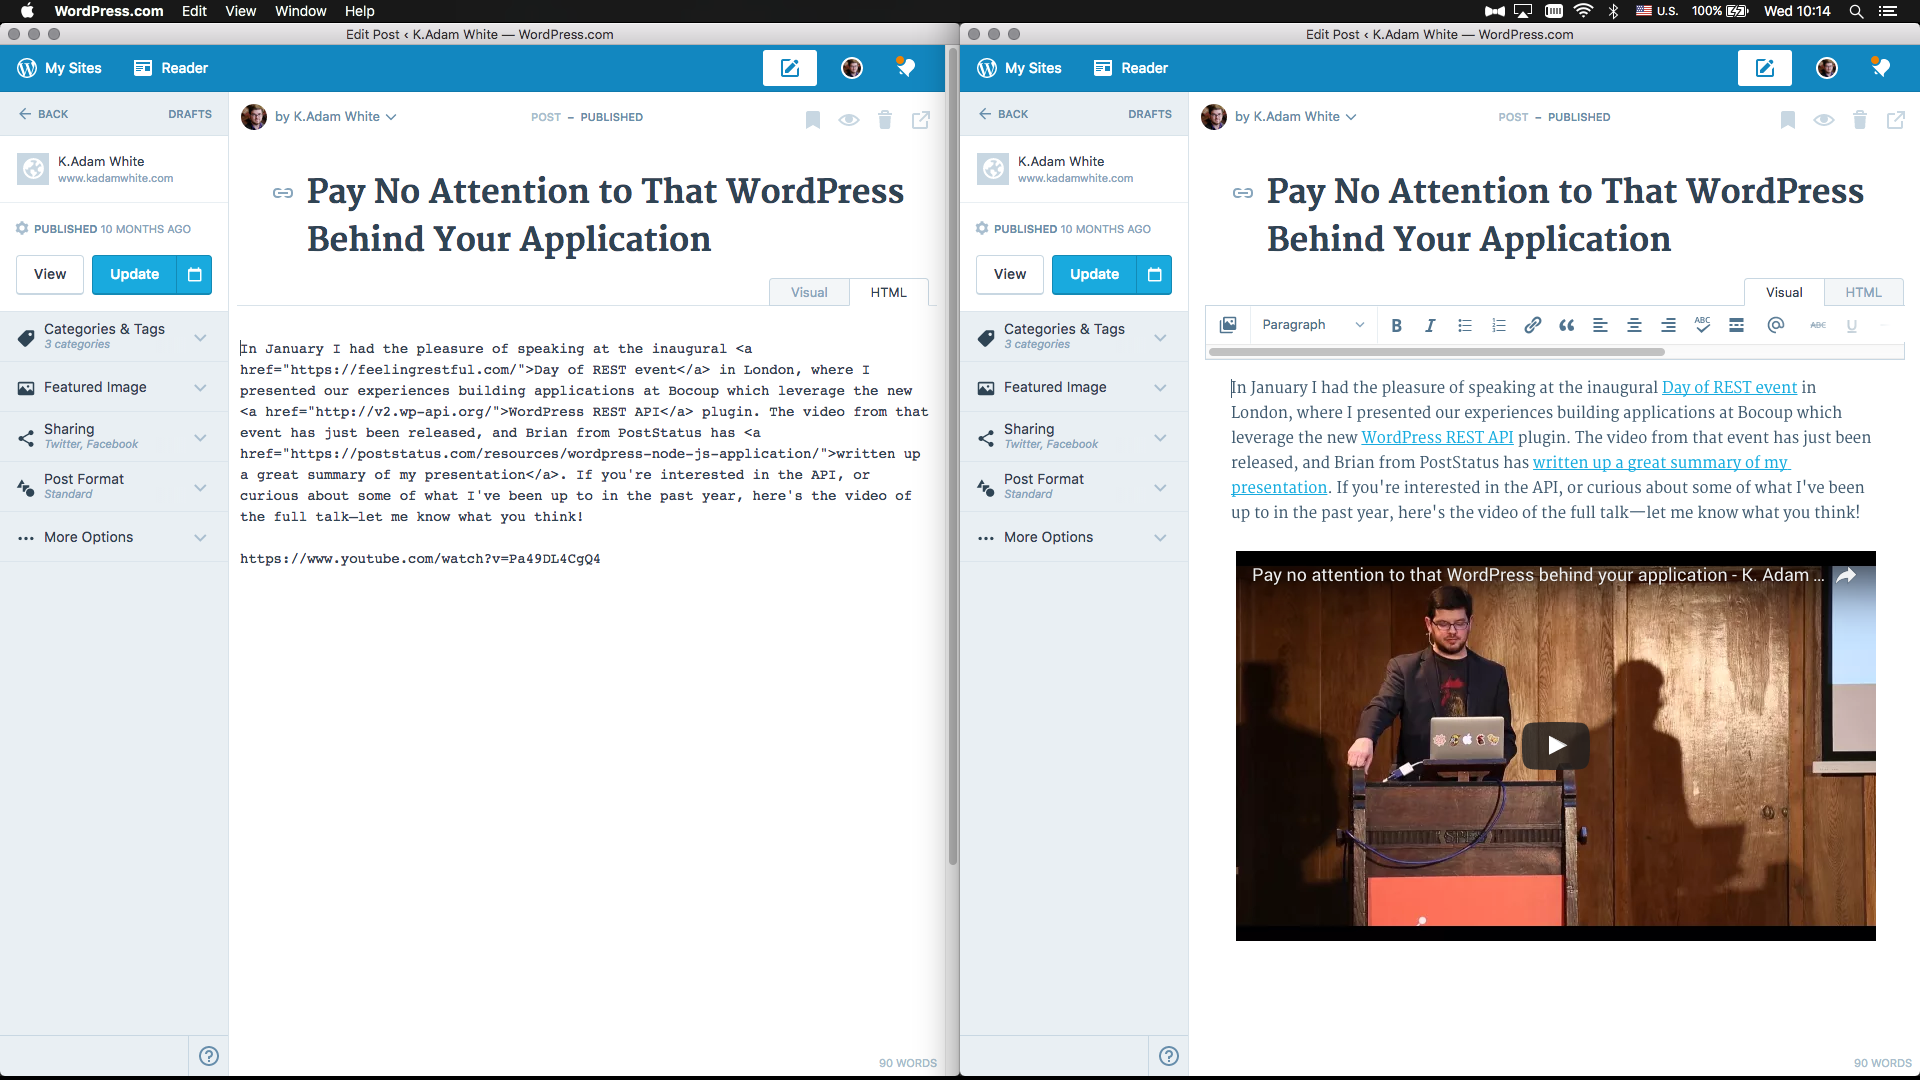 WordPress.com Edit View Window Help
U.S. 100% Wed 10:14
Edit Post ‹ K.Adam White — WordPress.com
My Sites Reader
BACK DRAFTS
K.Adam White
www.kadamwhite.com
PUBLISHED 10 MONTHS AGO
View Update
Categories & Tags
3 categories
Featured Image
Sharing
Twitter, Facebook
Post Format
Standard
More Options
by K.Adam White POST – PUBLISHED
Pay No Attention to That WordPress
Behind Your Application
Visual HTML
In January I had the pleasure of speaking at the inaugural <a
href="https://feelingrestful.com/">Day of REST event</a> in London, where I
presented our experiences building applications at Bocoup which leverage the new
<a href="http://v2.wp-api.org/">WordPress REST API</a> plugin. The video from that
event has just been released, and Brian from PostStatus has <a
href="https://poststatus.com/resources/wordpress-node-js-application/">written up
a great summary of my presentation</a>. If you're interested in the API, or
curious about some of what I've been up to in the past year, here's the video of
the full talk—let me know what you think!
https://www.youtube.com/watch?v=Pa49DL4CgQ4
90 WORDS
Edit Post ‹ K.Adam White — WordPress.com
My Sites Reader
BACK DRAFTS
K.Adam White
www.kadamwhite.com
PUBLISHED 10 MONTHS AGO
View Update
Categories & Tags
3 categories
Featured Image
Sharing
Twitter, Facebook
Post Format
Standard
More Options
by K.Adam White POST – PUBLISHED
Pay No Attention to That WordPress
Behind Your Application
Visual HTML
Paragraph B I ABC ABC U
In January I had the pleasure of speaking at the inaugural Day of REST event in
London, where I presented our experiences building applications at Bocoup which
leverage the new WordPress REST API plugin. The video from that event has just been
released, and Brian from PostStatus has written up a great summary of my
presentation. If you're interested in the API, or curious about some of what I've been
up to in the past year, here's the video of the full talk—let me know what you think!
Pay no attention to that WordPress behind your application - K. Adam ...
90 WORDS